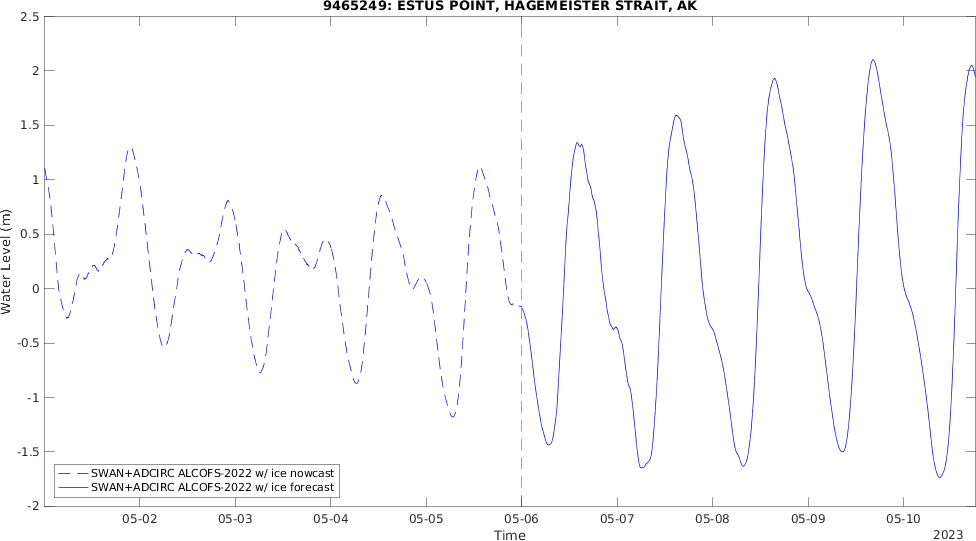 9465249: ESTUS POINT, HAGEMEISTER STRAIT, AK
2.5
2
1.5
1
0.5
0
-0.5
-1
-1.5
-2
Water Level (m)
SWAN+ADCIRC ALCOFS-2022 w/ ice nowcast
SWAN+ADCIRC ALCOFS-2022 w/ ice forecast
05-02 05-03 05-04 05-05 05-06 05-07 05-08 05-09 05-10
Time
2023